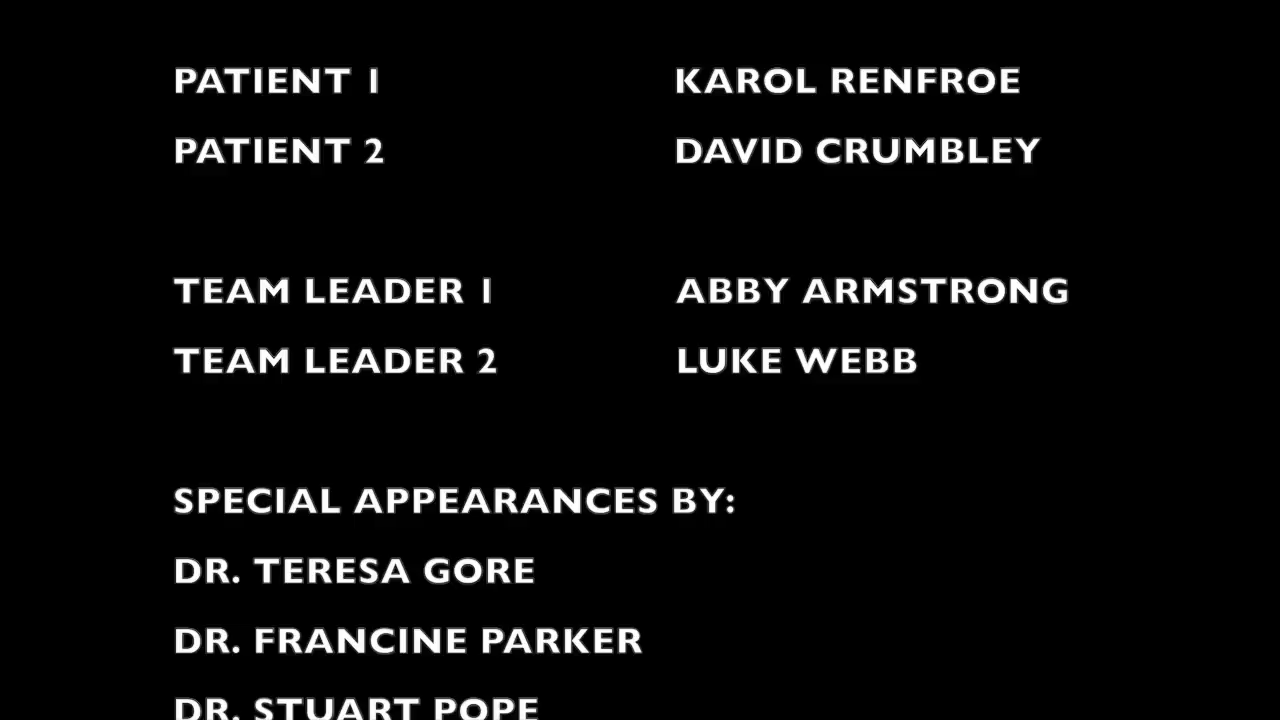 PATIENT 1 KAROL RENFROE
PATIENT 2 DAVID CRUMBLEY
TEAM LEADER 1 ABBY ARMSTRONG
TEAM LEADER 2 LUKE WEBB
SPECIAL APPEARANCES BY:
DR. TERESA GORE
DR. FRANCINE PARKER
DR. STUART POPE